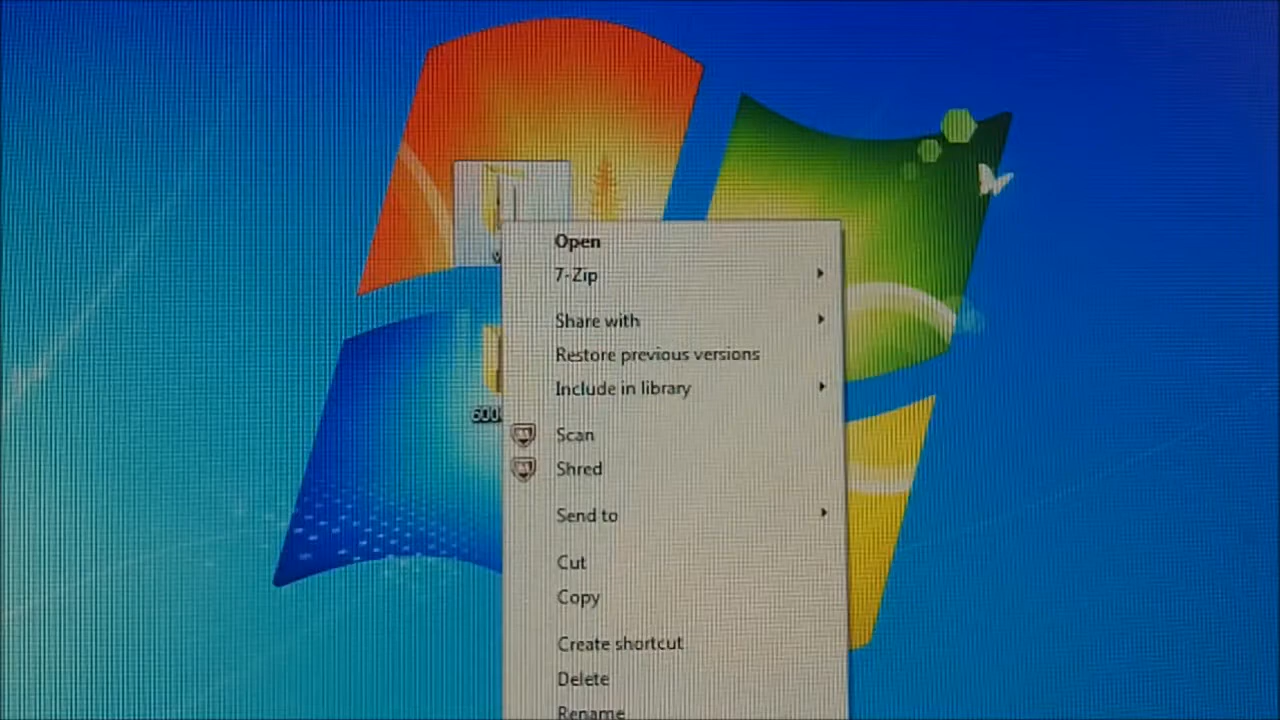 Open
7-Zip
Share with
Restore previous versions
Include in library
600
Scan
Shred
Send to
Cut
Copy
Create shortcut
Delete
Rename